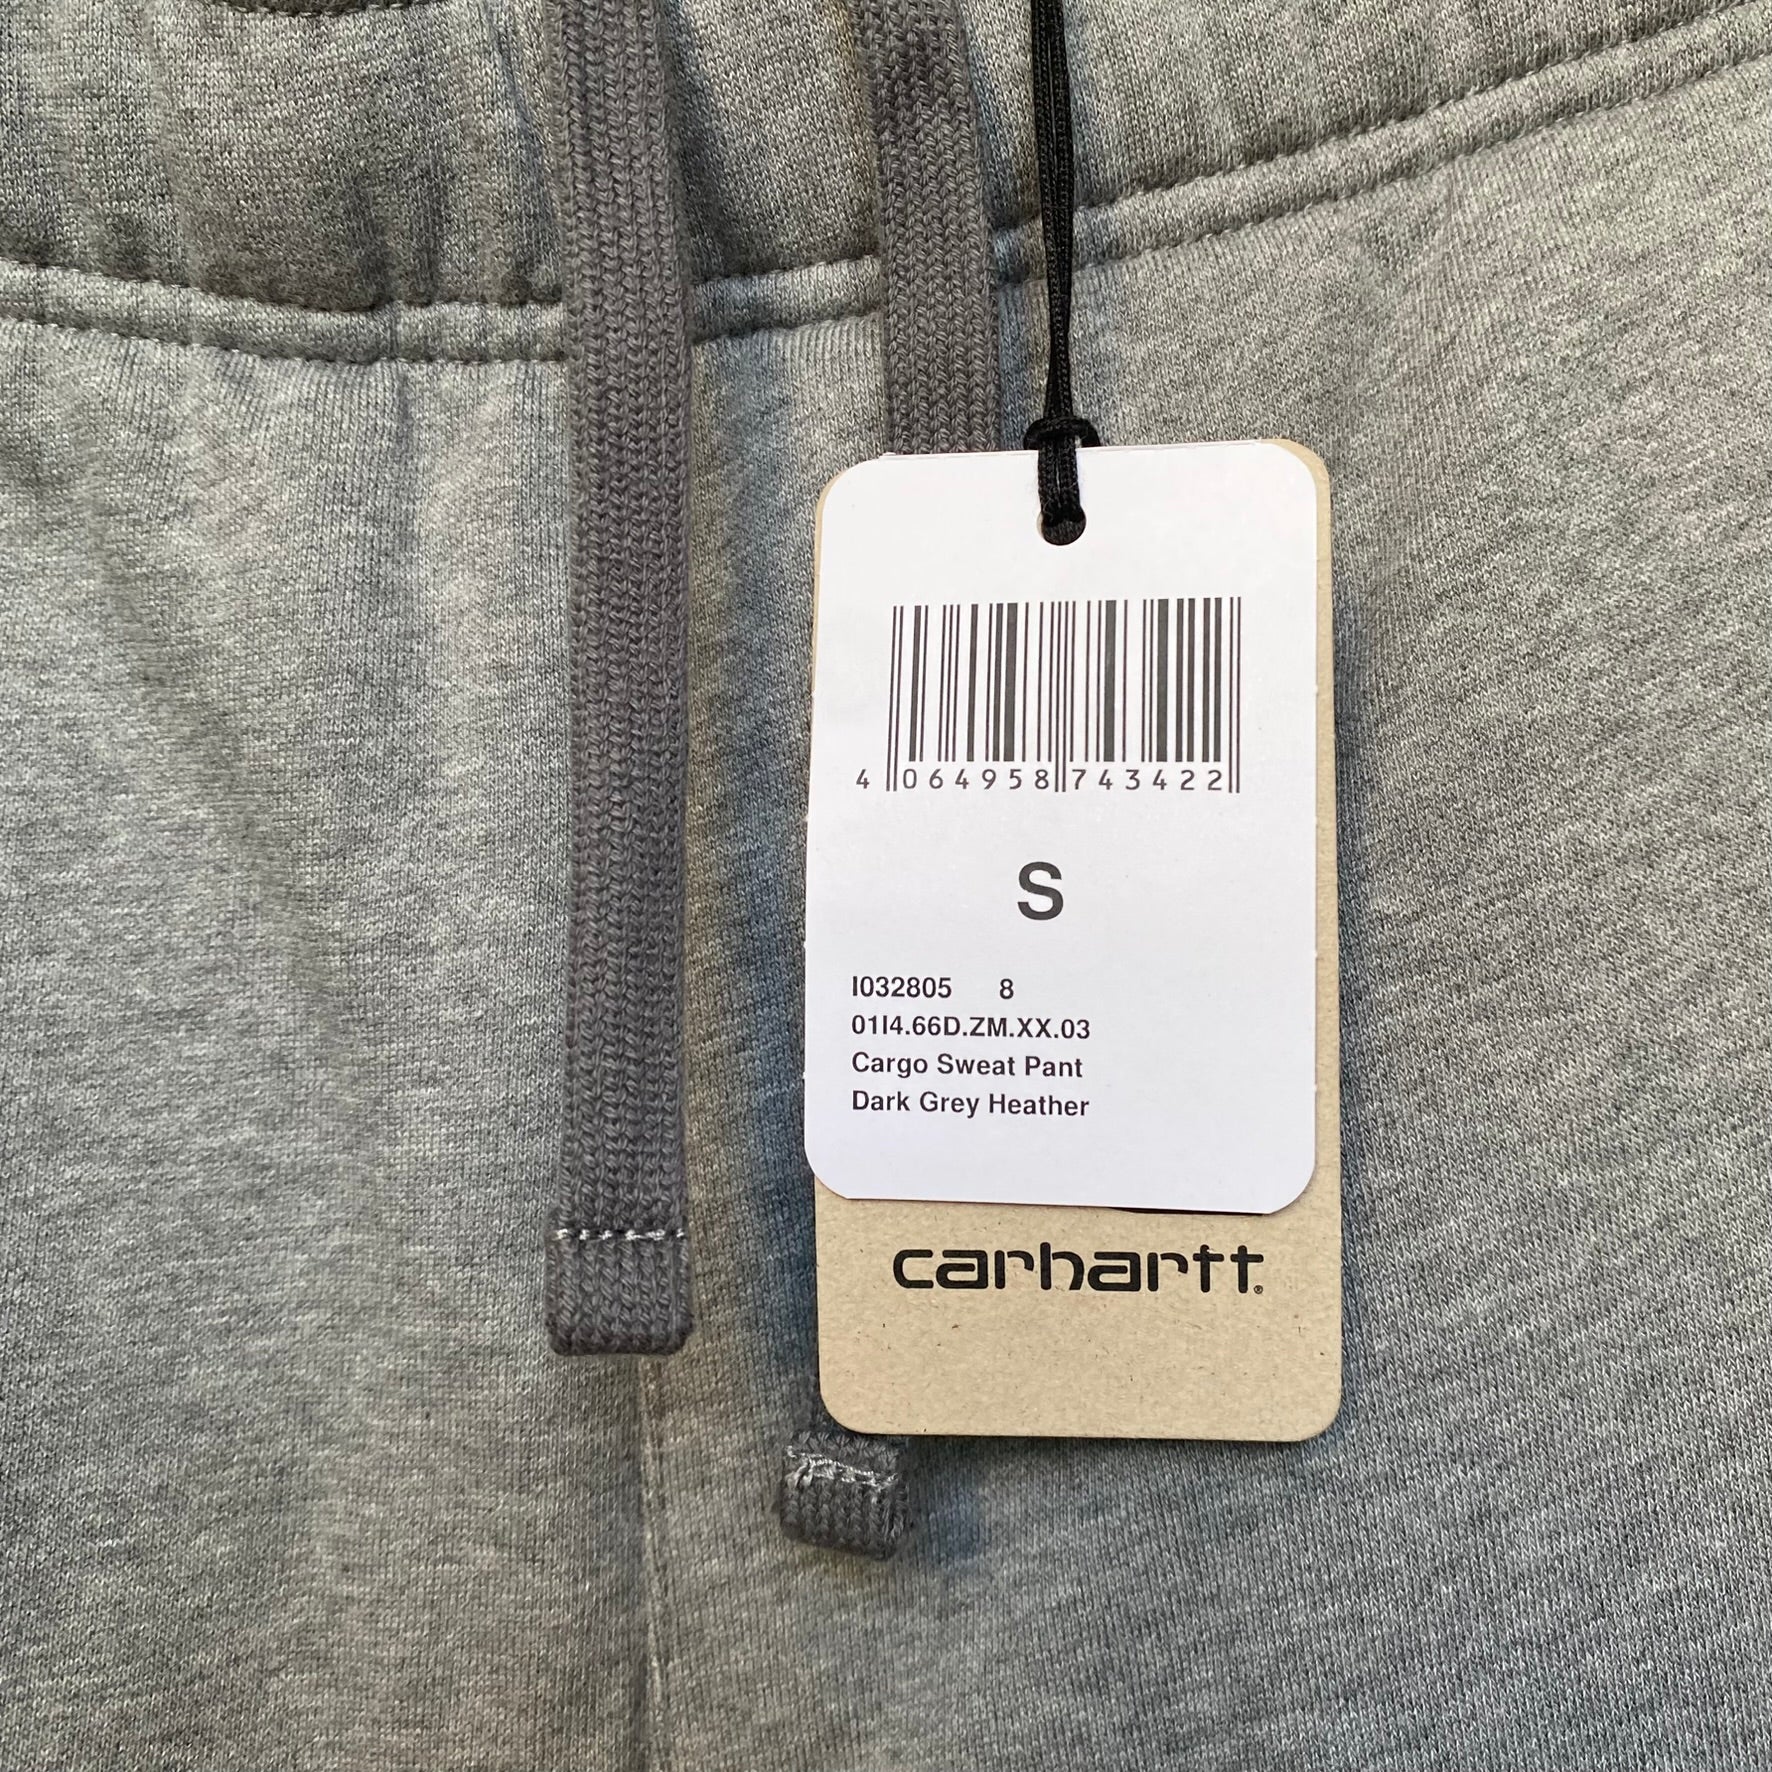 4 064958 743422
S
I032805 8
01I4.66D.ZM.XX.03
Cargo Sweat Pant
Dark Grey Heather
carhartt®